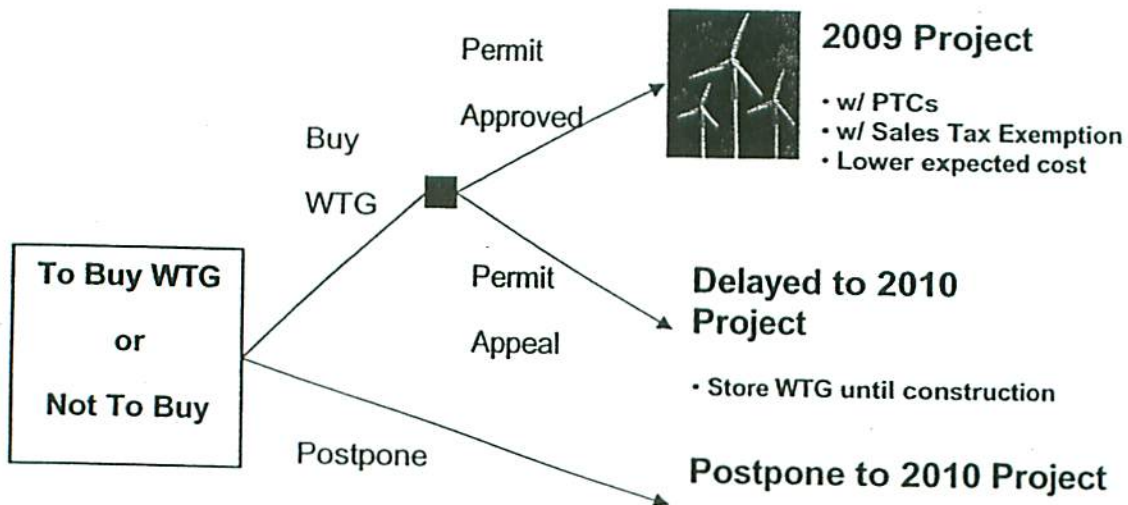 Permit
Approved
2009 Project
• w/ PTCs
• w/ Sales Tax Exemption
• Lower expected cost
Buy
WTG
To Buy WTG
or
Not To Buy
Permit
Appeal
Delayed to 2010
Project
• Store WTG until construction
Postpone
Postpone to 2010 Project